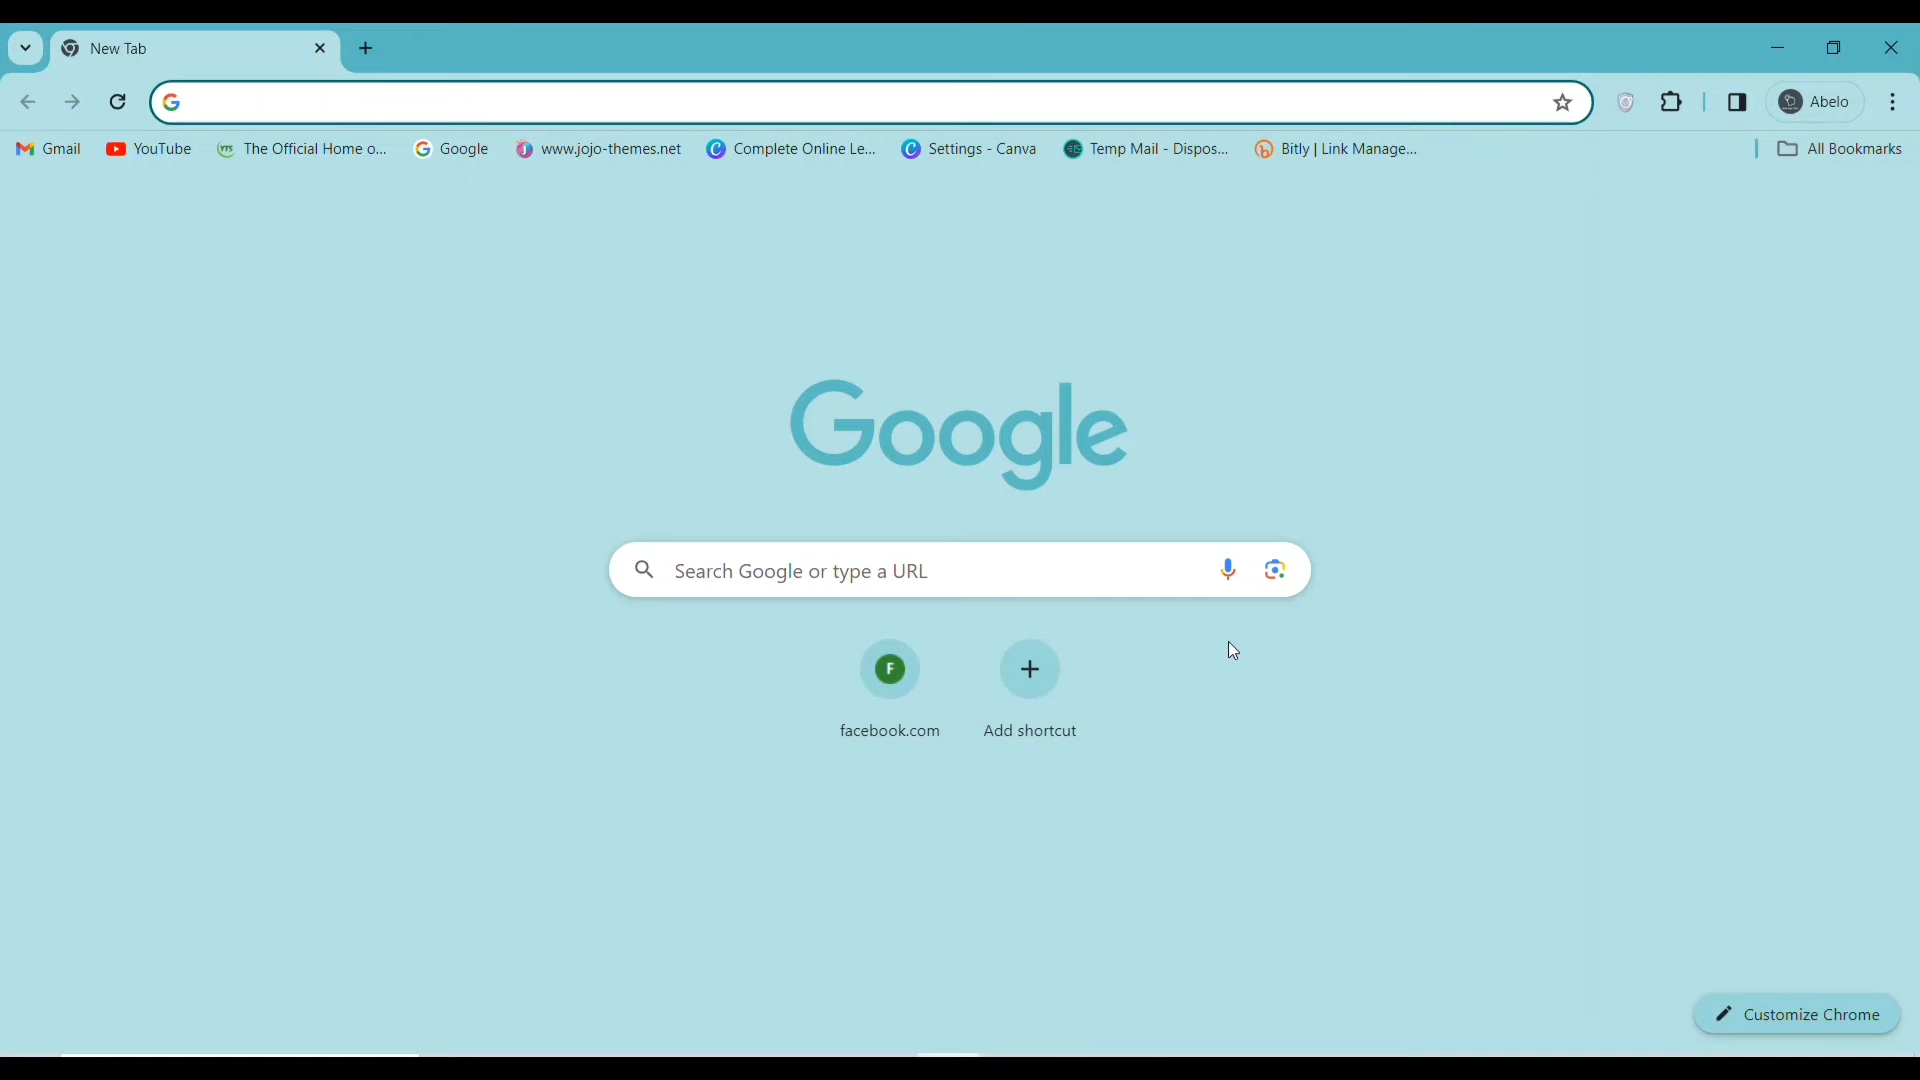 New Tab
Abelo
Gmail YouTube The Official Home o... Google www.jojo-themes.net Complete Online Le... Settings - Canva Temp Mail - Dispos... Bitly | Link Manage... All Bookmarks
Google
Search Google or type a URL
F
facebook.com Add shortcut
Customize Chrome